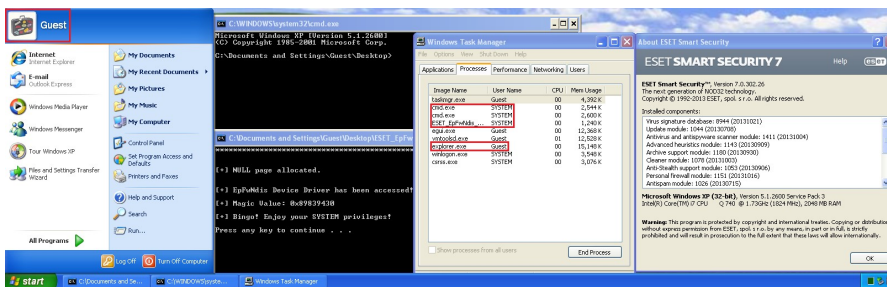 Guest
Internet
Internet Explorer
E-mail
Outlook Express
Windows Media Player
Windows Messenger
Tour Windows XP
Files and Settings Transfer
Wizard
All Programs
My Documents
My Recent Documents
My Pictures
My Music
My Computer
Control Panel
Set Program Access and
Defaults
Printers and Faxes
Help and Support
Search
Run...
Log Off Turn Off Computer
C:\WINDOWS\system32\cmd.exe
Microsoft Windows XP [Version 5.1.2600]
(C) Copyright 1985-2001 Microsoft Corp.
C:\Documents and Settings\Guest\Desktop>
C:\Documents and Settings\Guest\Desktop\ESET_EpFw
[+] NULL page allocated.
[+] EpFwNdis Device Driver has been accessed!
[+] Magic Value: 0x89839430
[+] Bingo! Enjoy your SYSTEM privileges!
Press any key to continue . . .
Windows Task Manager
File Options View Shut Down Help
Applications Processes Performance Networking Users
Image Name User Name CPU Mem Usage
taskmgr.exe Guest 00 4,392 K
cmd.exe SYSTEM 00 2,544 K
cmd.exe SYSTEM 00 2,600 K
ESET_EpFwNdis_... SYSTEM 00 1,240 K
egui.exe Guest 00 12,368 K
vmtoolsd.exe Guest 01 12,528 K
explorer.exe Guest 00 15,148 K
winlogon.exe SYSTEM 00 3,548 K
csrss.exe SYSTEM 00 3,076 K
Show processes from all users
End Process
About ESET Smart Security
ESET SMART SECURITY 7 Help eset
ESET Smart Security™, Version 7.0.302.26
The next generation of NOD32 technology.
Copyright © 1992-2013 ESET, spol. s r.o. All rights reserved.
Installed components:
Virus signature database: 8944 (20131021)
Update module: 1044 (20130708)
Antivirus and antispyware scanner module: 1411 (20131004)
Advanced heuristics module: 1143 (20130909)
Archive support module: 1180 (20130930)
Cleaner module: 1078 (20131003)
Anti-Stealth support module: 1053 (20130906)
Personal firewall module: 1151 (20131016)
Antispam module: 1026 (20130715)
Microsoft Windows XP (32-bit), Version 5.1.2600 Service Pack 3
Intel(R) Core(TM) i7 CPU Q 740 @ 1.73GHz (1824 MHz), 2048 MB RAM
Warning: This program is protected by copyright and international treaties. Copying or distribution
without express permission from ESET, spol. s r.o. by any means, in part or in full, is strictly
prohibited and will result in prosecution to the full extent that these laws will allow internationally.
OK
start C:\Documents and Se... C:\WINDOWS\syste... Windows Task Manager